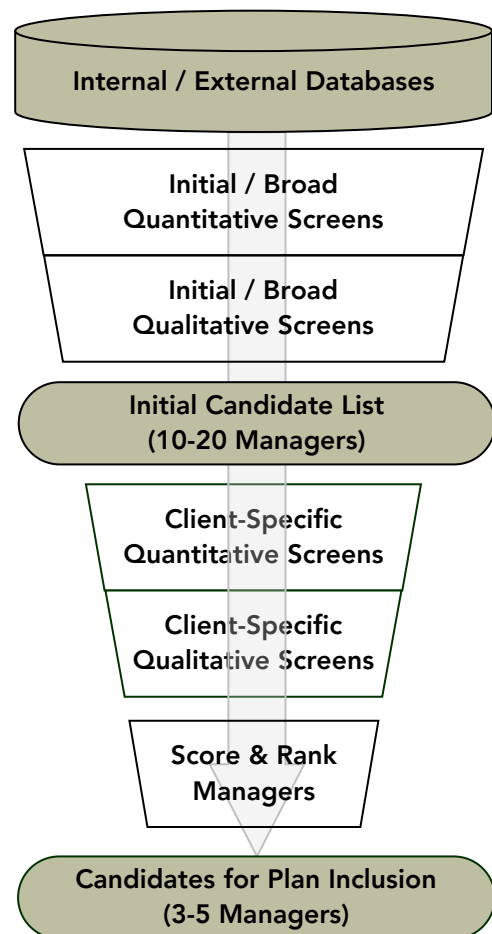 Internal / External Databases
Initial / Broad
Quantitative Screens
Initial / Broad
Qualitative Screens
Initial Candidate List
(10-20 Managers)
Client-Specific
Quantitative Screens
Client-Specific
Qualitative Screens
Score & Rank
Managers
Candidates for Plan Inclusion
(3-5 Managers)